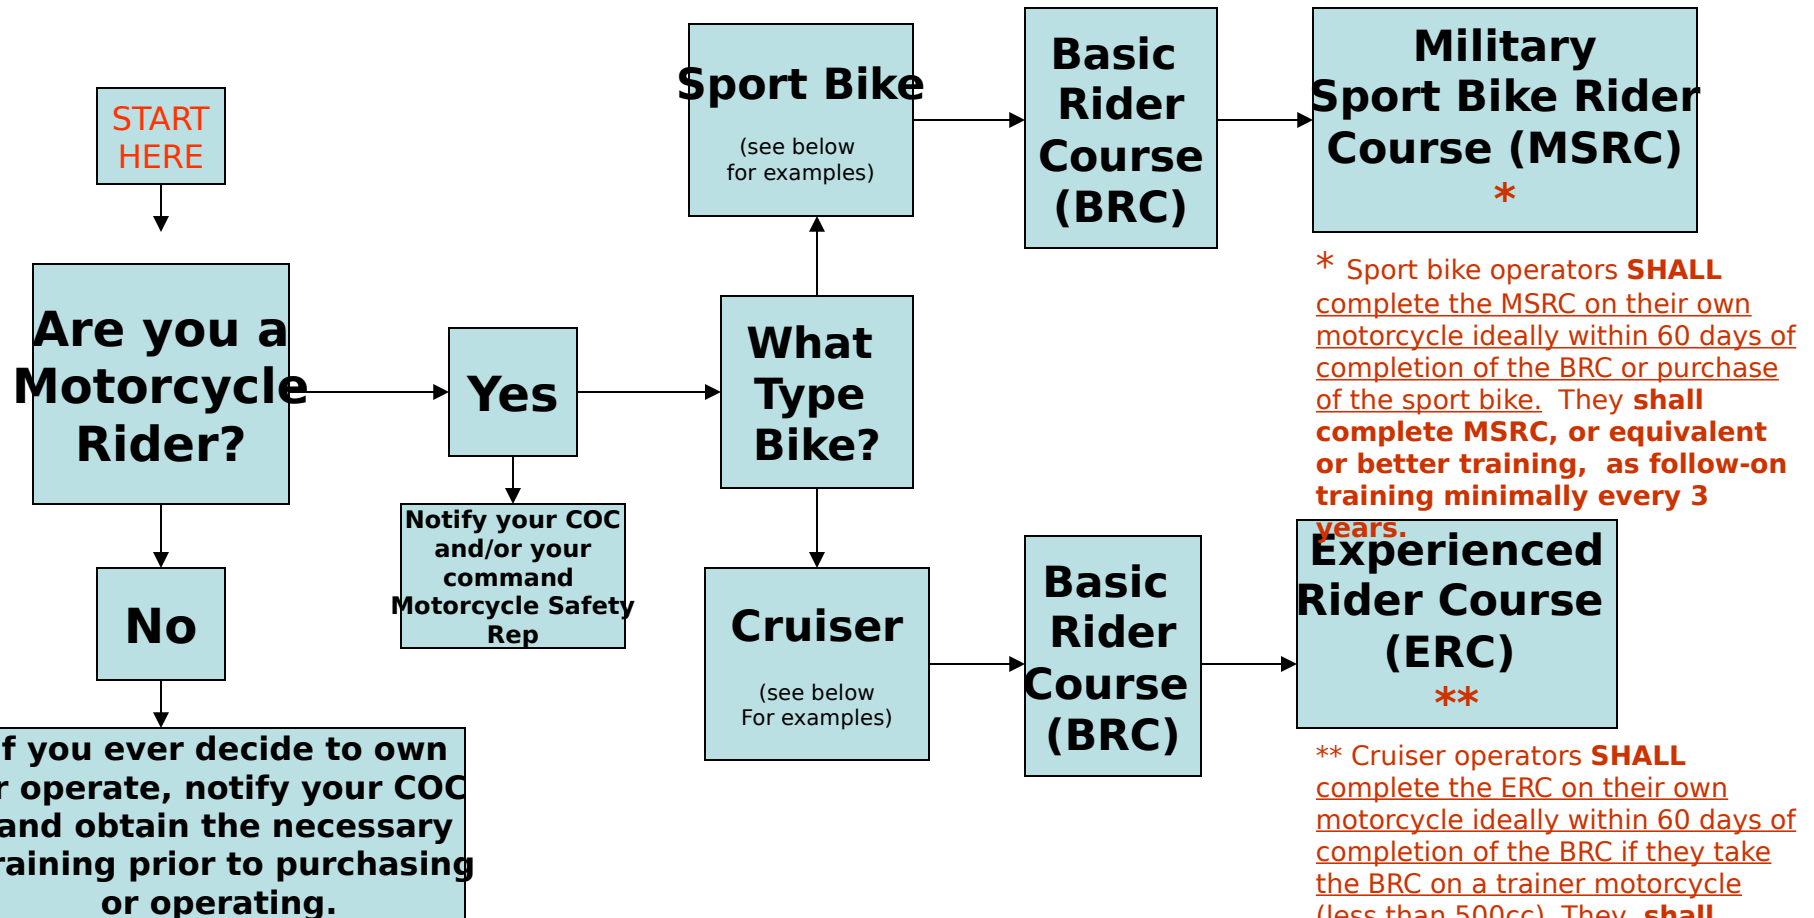 START
HERE
Are you a
Motorcycle
Rider?
Yes
Notify your COC
and/or your
command
Motorcycle Safety
Rep
No
f you ever decide to own
r operate, notify your COC
and obtain the necessary
raining prior to purchasing
or operating.
What
Type
Bike?
Sport Bike
(see below
for examples)
Basic
Rider
Course
(BRC)
Military
Sport Bike Rider
Course (MSRC)
*
* Sport bike operators SHALL
complete the MSRC on their own
motorcycle ideally within 60 days of
completion of the BRC or purchase
of the sport bike. They shall
complete MSRC, or equivalent
or better training, as follow-on
training minimally every 3
years.
Cruiser
(see below
For examples)
Basic
Rider
Course
(BRC)
Experienced
Rider Course
(ERC)
**
** Cruiser operators SHALL
complete the ERC on their own
motorcycle ideally within 60 days of
completion of the BRC if they take
the BRC on a trainer motorcycle
(less than 500cc) They shall